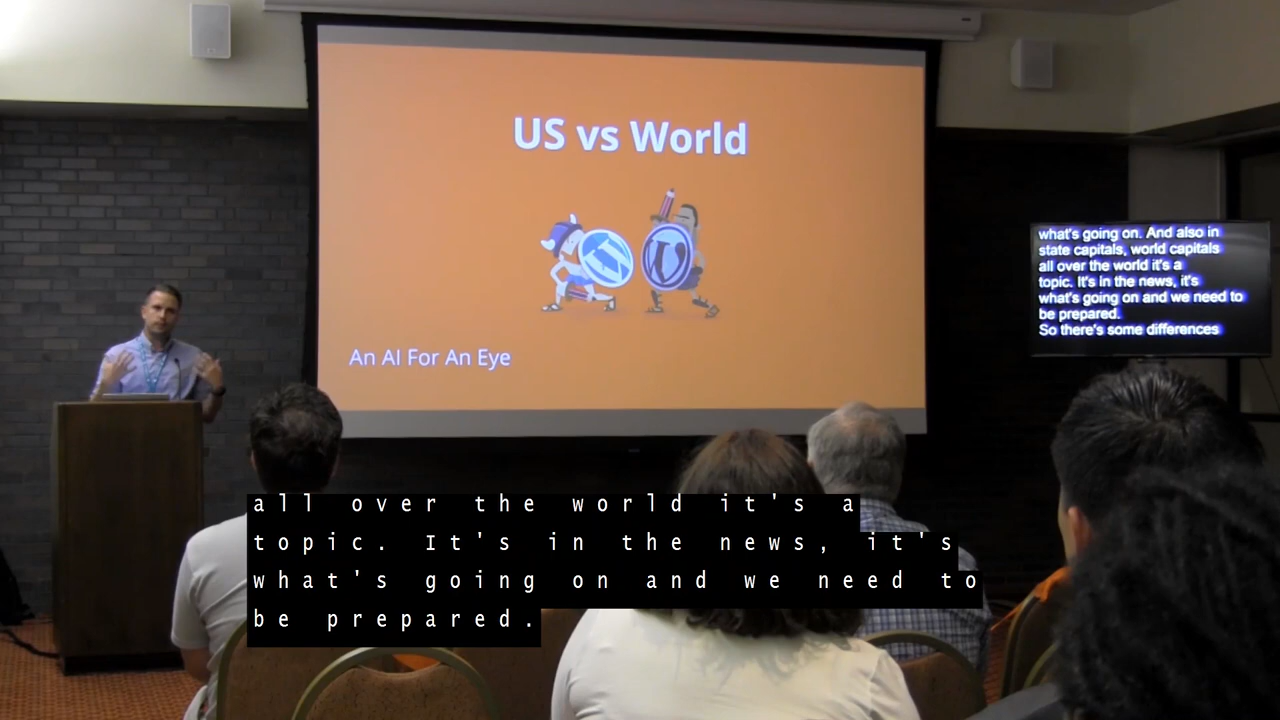 US vs World
An AI For An Eye
what's going on. And also in
state capitals, world capitals
all over the world it's a
topic. It's in the news, it's
what's going on and we need to
be prepared.
So there's some differences
all over the world it's a
topic. It's in the news, it's
what's going on and we need to
be prepared.